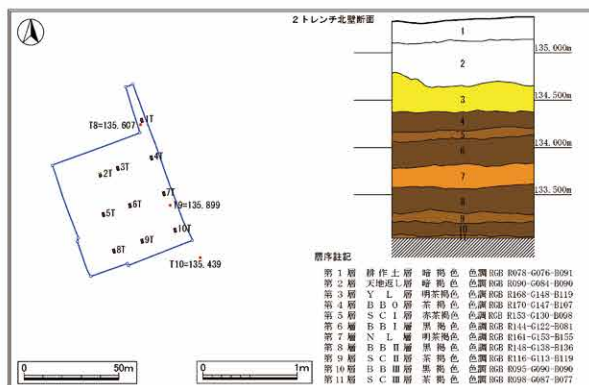 2トレンチ北壁断面
1
2
3
4
5
6
7
8
9
10
11
135.000m
134.500m
134.000m
133.500m
1T
T8=135.607
4T
3T
2T
7T
6T
T9=135.899
5T
10T
9T
8T
T10=135.439
0
50m
0
1m
層序註記
第1層 耕作土層 暗褐色 色調RGB R078-G076-B091
第2層 天地返し層 暗褐色 色調RGB R090-G084-B090
第3層 YL層 明茶褐色 色調RGB R168-G148-B119
第4層 BB0層 茶褐色 色調RGB R170-G147-B107
第5層 SCⅠ層 赤茶褐色 色調RGB R153-G130-B098
第6層 BBⅠ層 黒褐色 色調RGB R144-G122-B081
第7層 NL層 明茶褐色 色調RGB R161-G153-B155
第8層 BBⅡ層 黒褐色 色調RGB R148-G138-B136
第9層 SCⅡ層 茶褐色 色調RGB R116-G113-B119
第10層 BBⅢ層 黒褐色 色調RGB R095-G090-B090
第11層 SCⅢ層 茶褐色 色調RGB R098-G087-B077